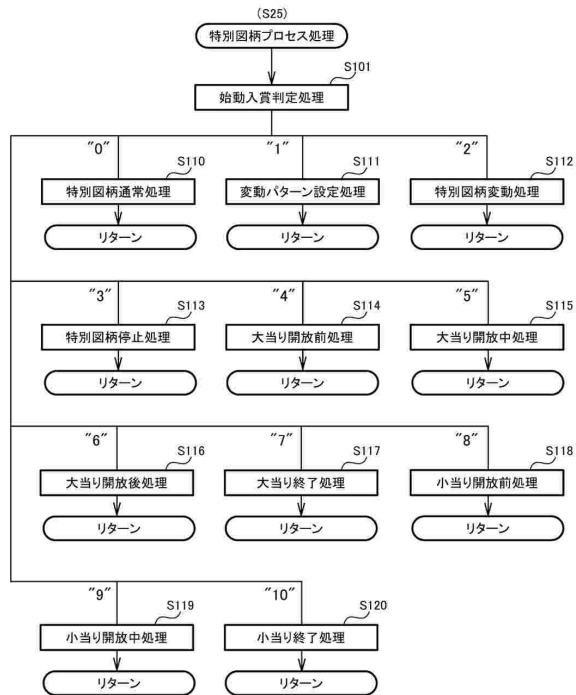 (S25)
特別図柄プロセス処理
S101
始動入賞判定処理
"0" "1" "2"
S110 S111 S112
特別図柄通常処理 変動パターン設定処理 特別図柄変動処理
リターン リターン リターン
"3" "4" "5"
S113 S114 S115
特別図柄停止処理 大当り開放前処理 大当り開放中処理
リターン リターン リターン
"6" "7" "8"
S116 S117 S118
大当り開放後処理 大当り終了処理 小当り開放前処理
リターン リターン リターン
"9" "10"
S119 S120
小当り開放中処理 小当り終了処理
リターン リターン